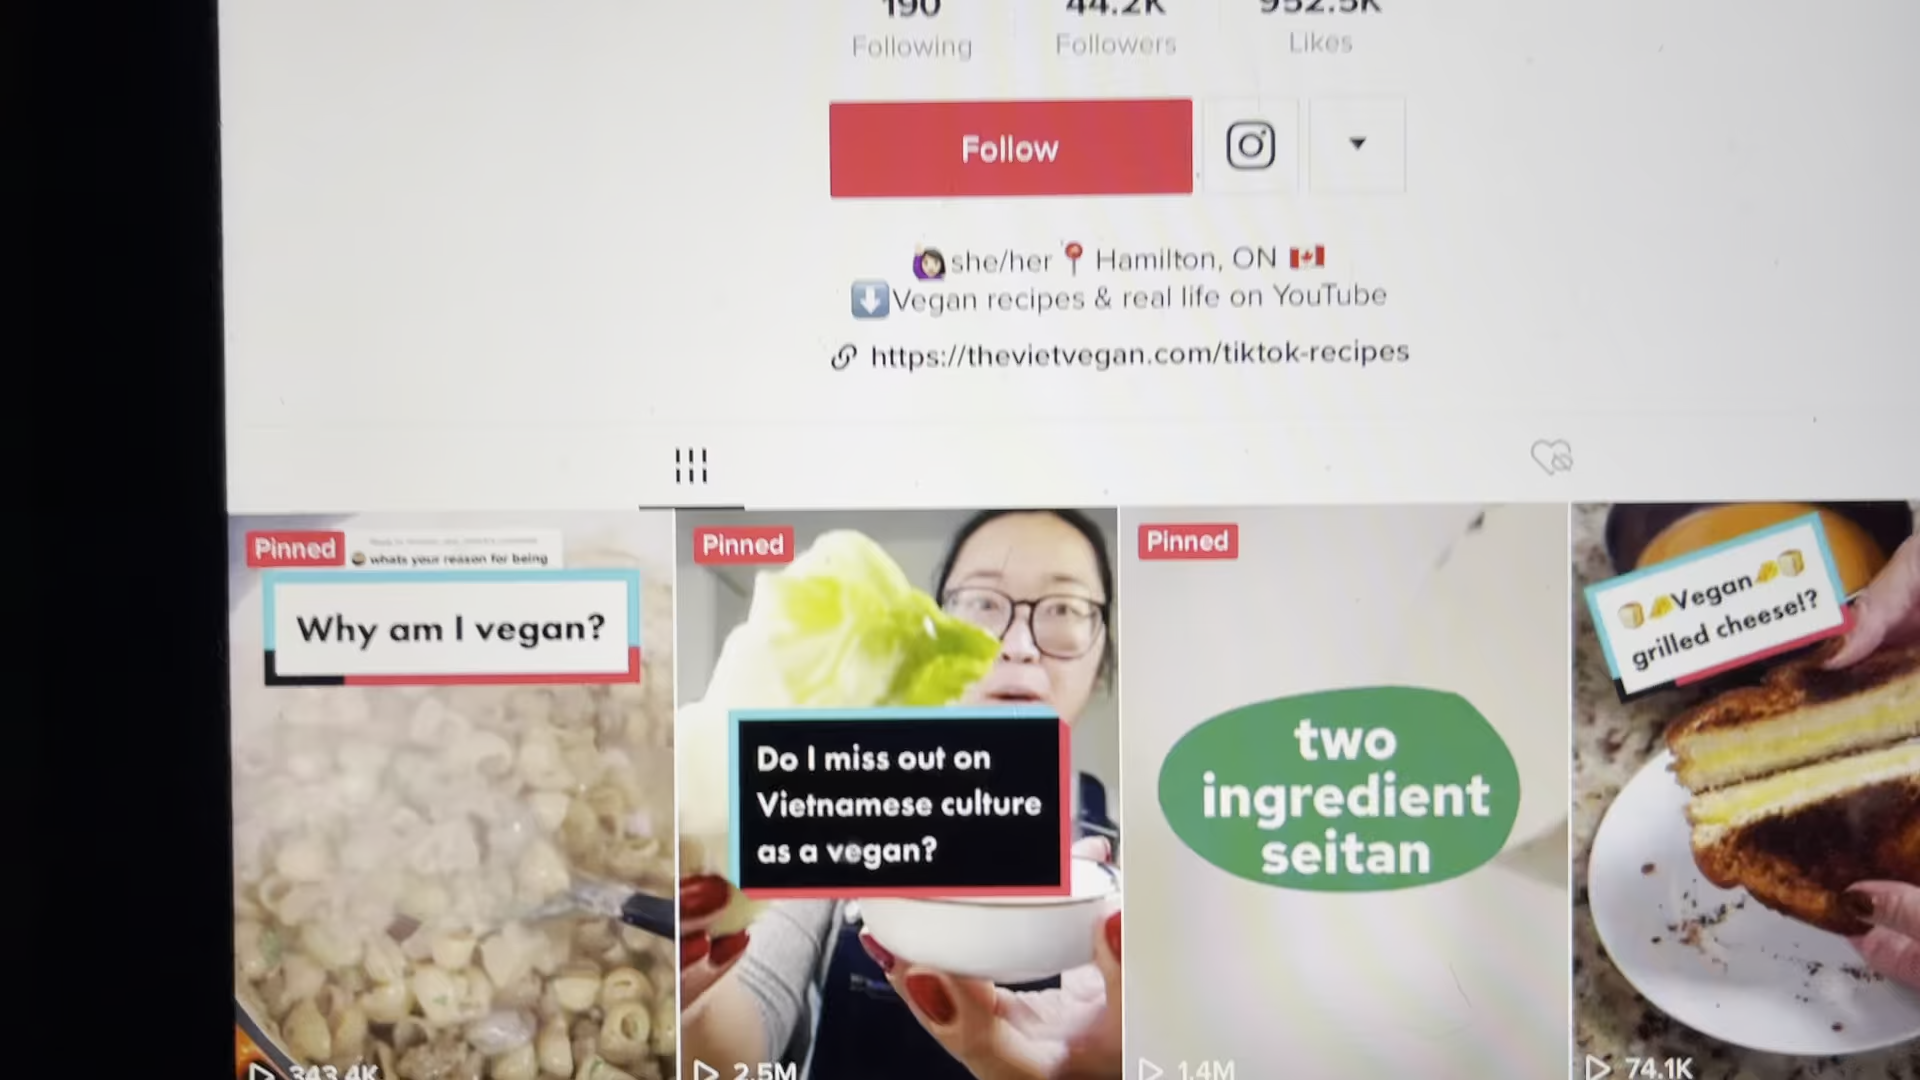 190 44.2K 952.5K
Following Followers Likes
Follow
she/her Hamilton, ON
Vegan recipes & real life on YouTube
https://thevietvegan.com/tiktok-recipes
Pinned
whats your reason for being
Why am I vegan?
343.4K
Pinned
Do I miss out on
Vietnamese culture
as a vegan?
2.5M
Pinned
two
ingredient
seitan
1.4M
Vegan
grilled cheese!?
74.1K